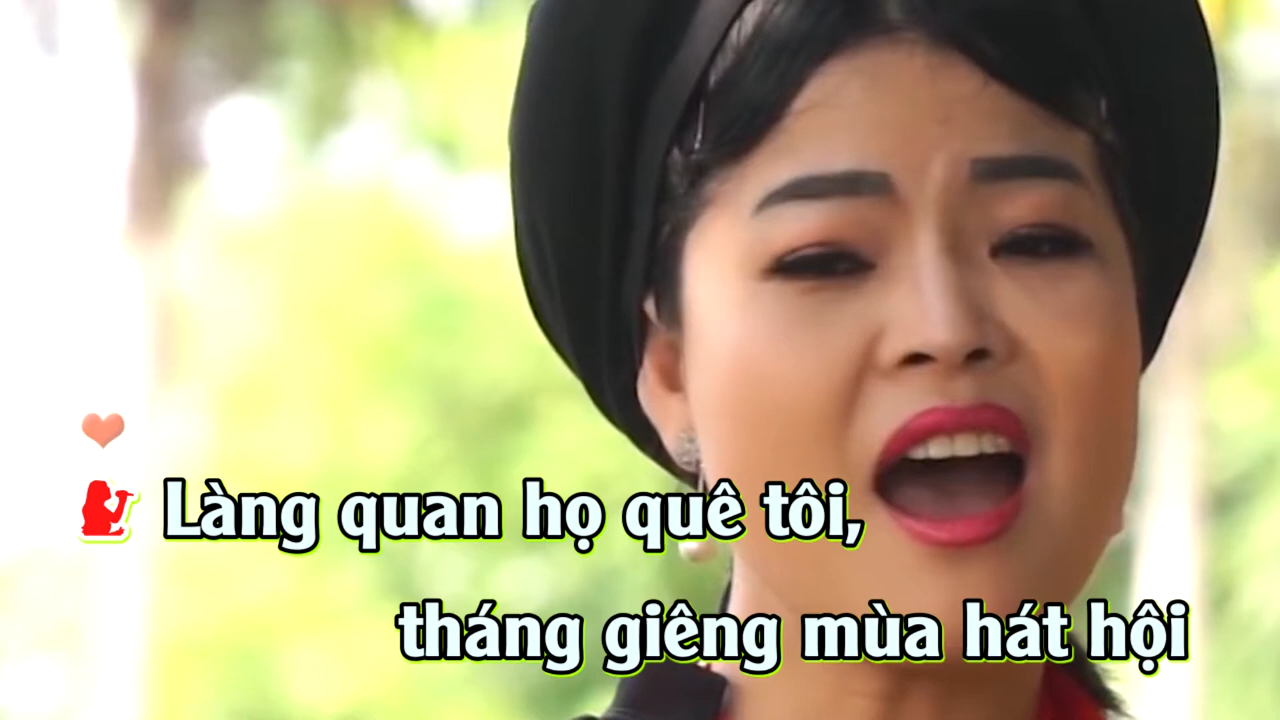 Làng quan họ quê tôi,
tháng giêng mùa hát hội